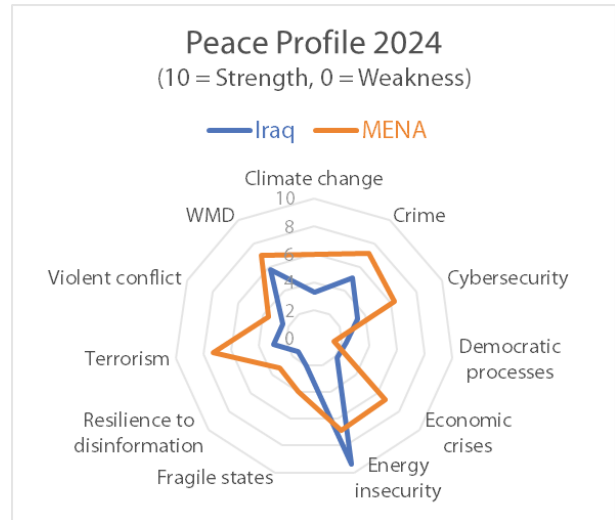 Peace Profile 2024
(10 = Strength, 0 = Weakness)
Iraq
MENA
Climate change
Crime
Cybersecurity
Democratic
processes
Economic
crises
Energy
insecurity
Fragile states
Resilience to
disinformation
Terrorism
Violent conflict
WMD
10
8
6
4
2
0